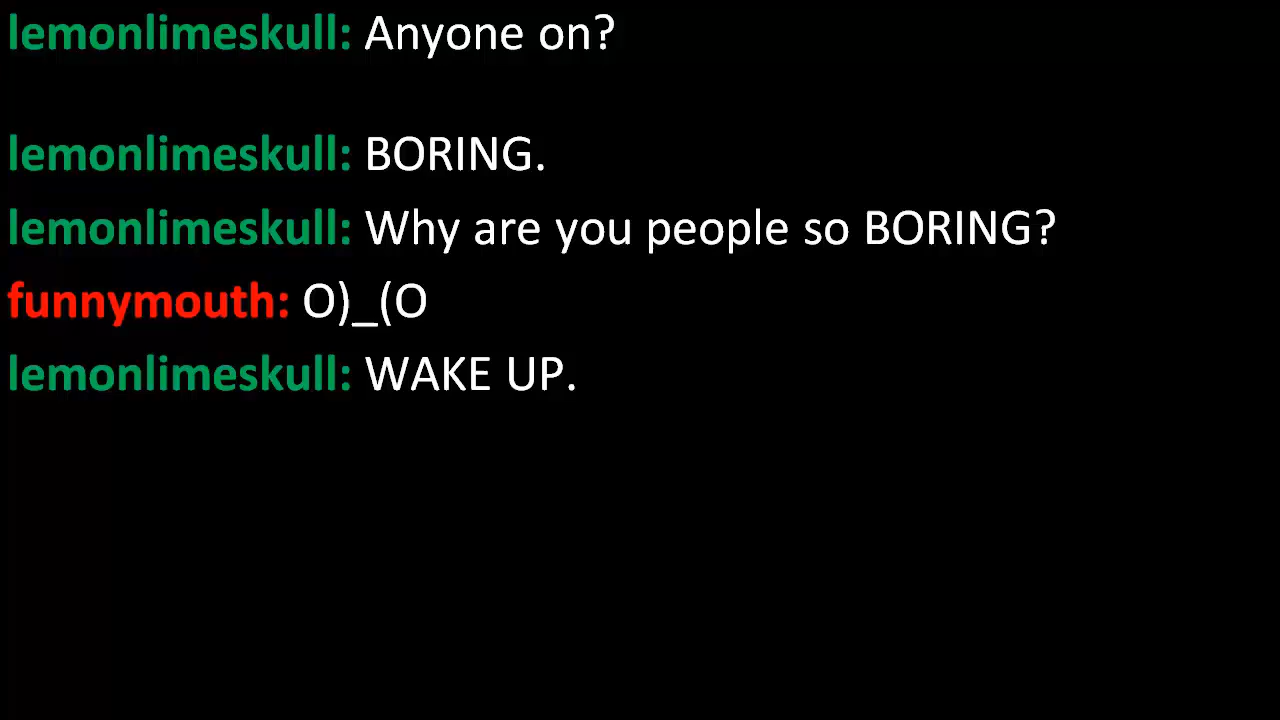 lemonlimeskull: Anyone on?
lemonlimeskull: BORING.
lemonlimeskull: Why are you people so BORING?
funnymouth: O)_(O
lemonlimeskull: WAKE UP.